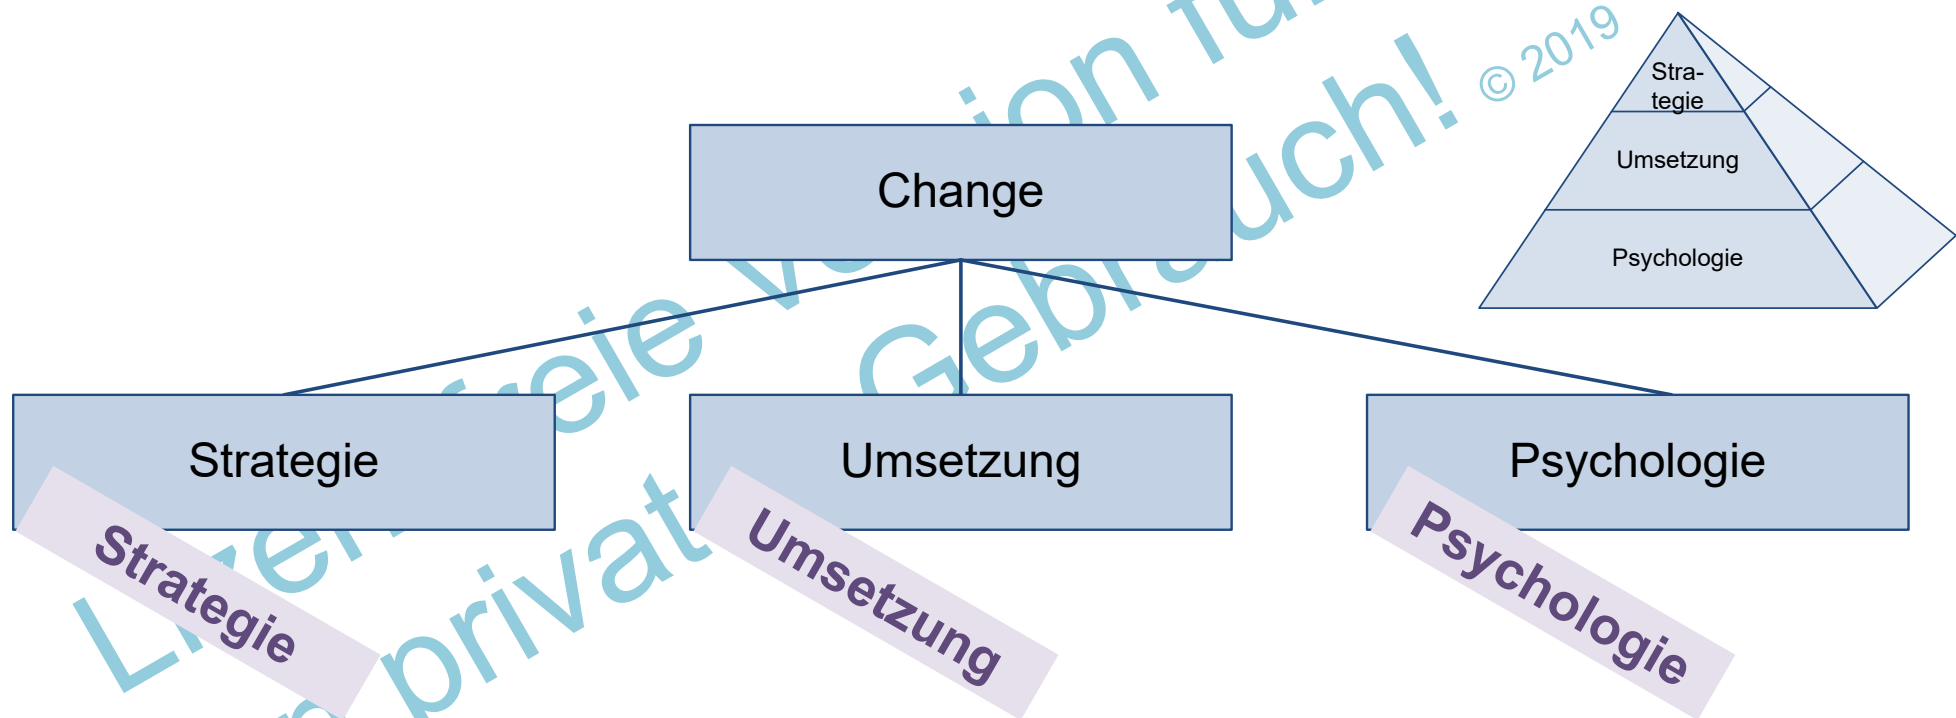 © 2019
Stra-
tegie
Umsetzung
Psychologie
Change
Strategie
Umsetzung
Psychologie
Strategie
Umsetzung
Psychologie
privat
Gebrauch!